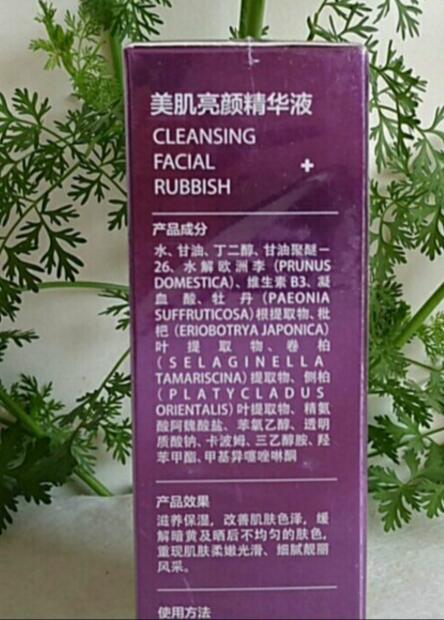 美肌亮颜精华液
CLEANSING
FACIAL
RUBBISH
产品成分
水、甘油、丁二醇、甘油聚醚—
26、水解欧洲李(PRUNUS
DOMESTICA)、维生素B3、凝
血酸、牡丹(PAEONIA
SUFFRUTICOSA)根提取物、枇
杷(ERIOBOTRYA JAPONICA)
叶提取物、卷柏
(SELAGINELLA
TAMARISCINA)提取物、侧柏
(PLATYCLADUS
ORIENTALIS)叶提取物、精氨
酸阿魏酸盐、苯氧乙醇、透明
质酸钠、卡波姆、三乙醇胺、羟
苯甲酯、甲基异噻唑啉酮
产品效果
滋养保湿，改善肌肤色泽，缓
解暗黄及晒后不均匀的肤色，
重现肌肤柔嫩光滑、细腻靓丽
风采。
使用方法